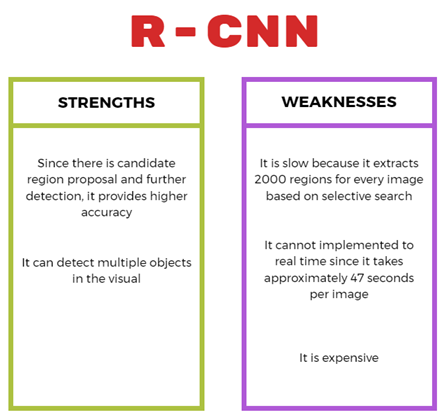 R - CNN
STRENGTHS
Since there is candidate
region proposal and further
detection, it provides higher
accuracy
It can detect multiple objects
in the visual
WEAKNESSES
It is slow because it extracts
2000 regions for every image
based on selective search
It cannot implemented to
real time since it takes
approximately 47 seconds
per image
It is expensive